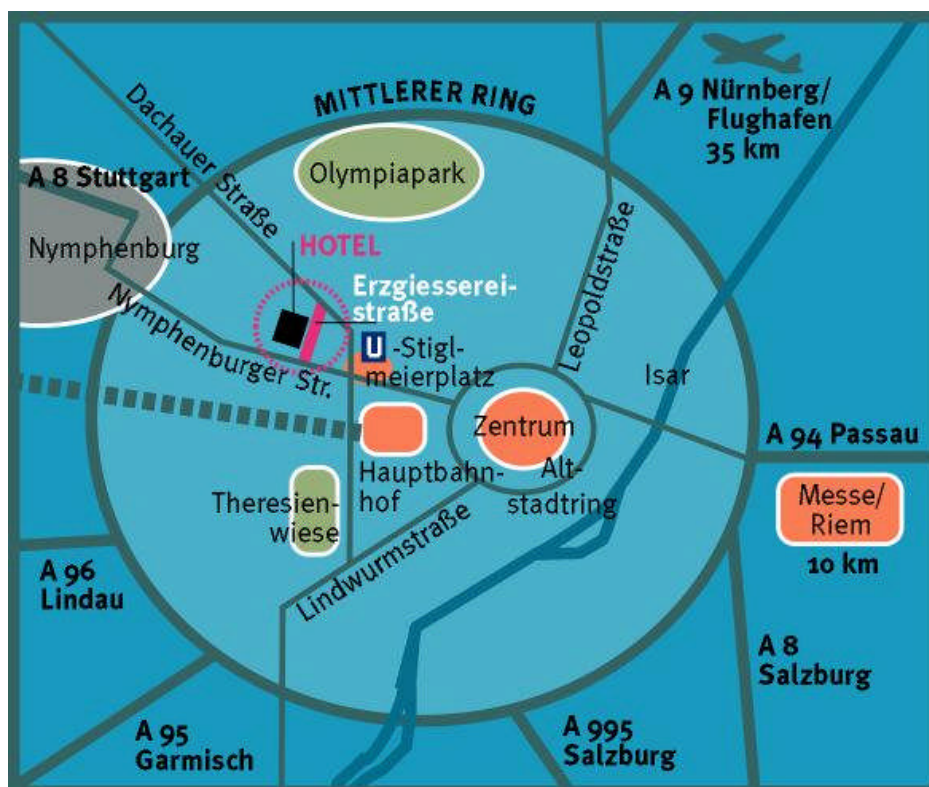 MITTLERER RING
A 9 Nürnberg/
Flughafen
35 km
Dachauer Straße
Olympiapark
A 8 Stuttgart
Nymphenburg
HOTEL
Erzgiesserei-
straße
Leopoldstraße
Nymphenburger Str.
U -Stigl-
meierplatz
Isar
Zentrum
A 94 Passau
Hauptbahn-
hof
Alt-
stadtring
Theresien-
wiese
Messe/
Riem
10 km
Lindwurmstraße
A 96
Lindau
A 8
Salzburg
A 95
Garmisch
A 995
Salzburg